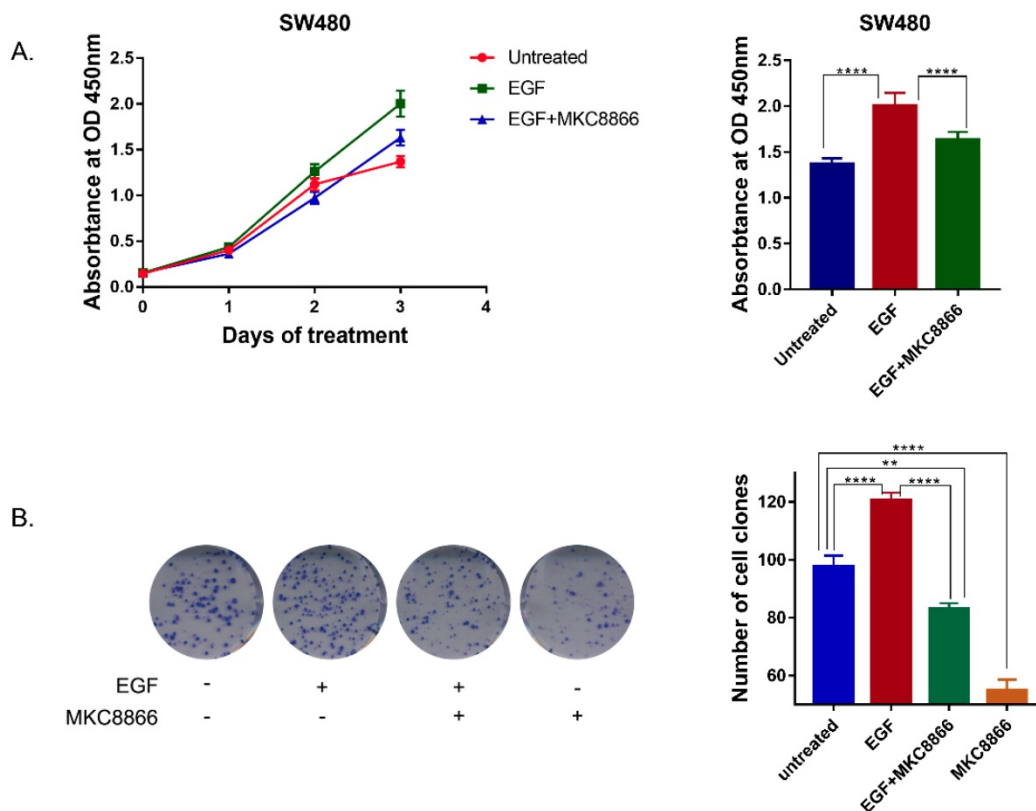 A.
SW480
Absorbtance at OD 450nm
2.5
2.0
1.5
1.0
0.5
0.0
0 1 2 3 4
Days of treatment
Untreated
EGF
EGF+MKC8866
SW480
Absorbtance at OD 450nm
2.5
2.0
1.5
1.0
0.5
0.0
**** ****
Untreated
EGF
EGF+MKC8866
B.
EGF - + + -
MKC8866 - - + +
Number of cell clones
120
100
80
60
****
**
**** ****
untreated
EGF
EGF+MKC8866
MKC8866